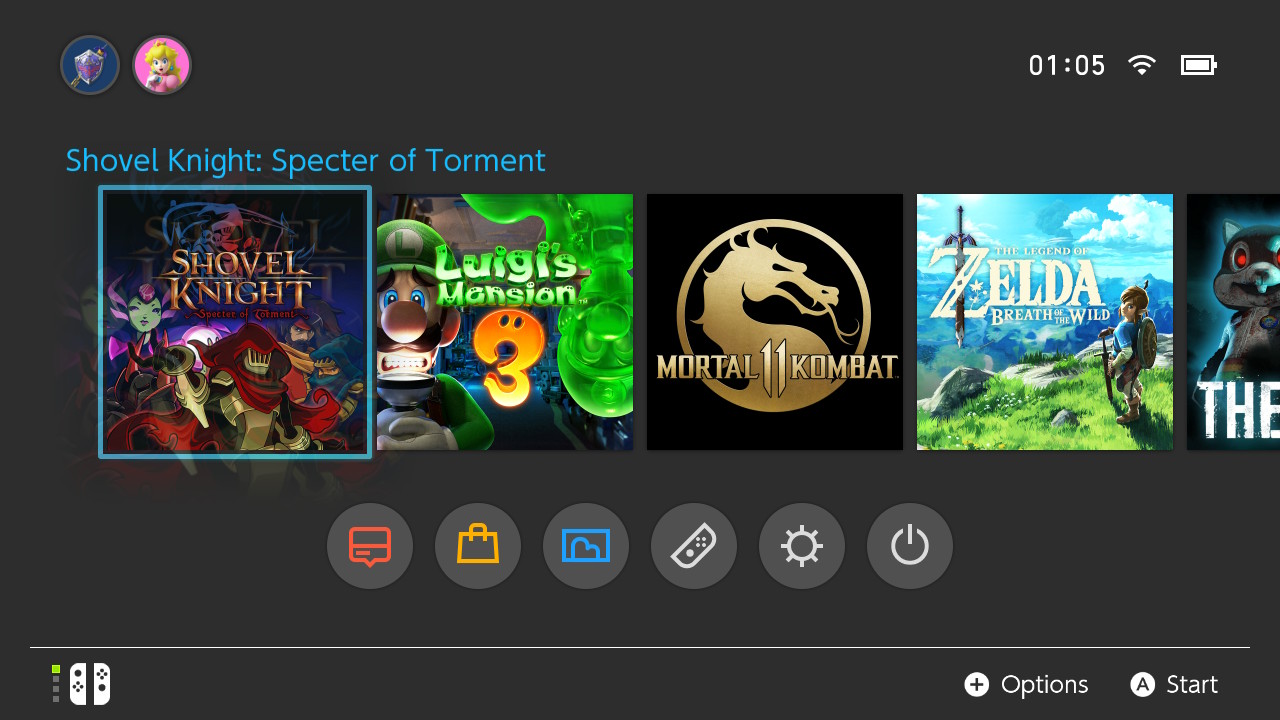 01:05
Shovel Knight: Specter of Torment
SHOVEL
KNIGHT
Specter of Torment
Luigi's
Mansion™
3
MORTAL 11 KOMBAT
THE LEGEND OF
ZELDA
BREATH OF THE WILD
THE
Options
A Start